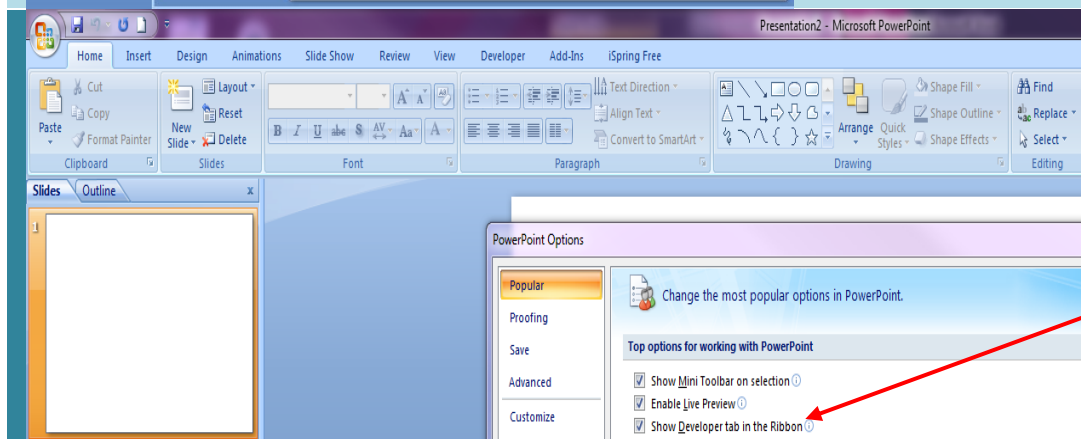 Presentation2 - Microsoft PowerPoint
Home Insert Design Animations Slide Show Review View Developer Add-Ins iSpring Free
Cut
Copy
Format Painter
Paste
Clipboard
New
Slide
Layout
Reset
Delete
Slides
B I U abc S AV Aa A
Font
Text Direction
Align Text
Convert to SmartArt
Paragraph
Arrange
Quick
Styles
Shape Fill
Shape Outline
Shape Effects
Drawing
Find
Replace
Select
Editing
Slides Outline x
1
PowerPoint Options
Popular
Proofing
Save
Advanced
Customize
Change the most popular options in PowerPoint.
Top options for working with PowerPoint
Show Mini Toolbar on selection
Enable Live Preview
Show Developer tab in the Ribbon